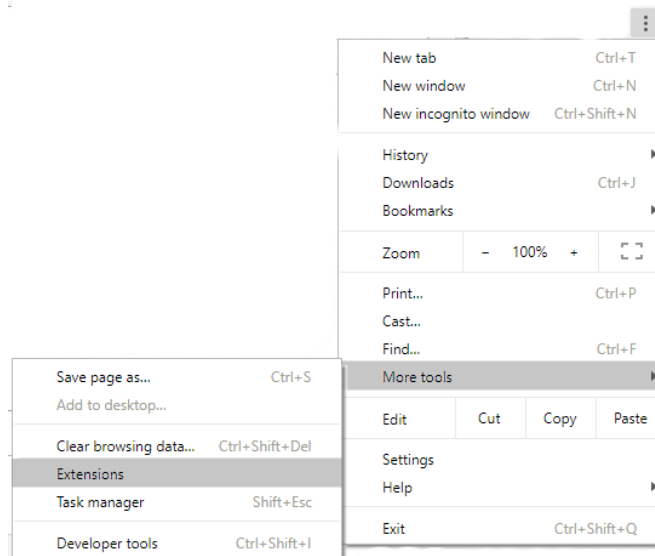 New tab Ctrl+T
New window Ctrl+N
New incognito window Ctrl+Shift+N
History
Downloads Ctrl+J
Bookmarks
Zoom - 100% +
Print... Ctrl+P
Cast...
Find... Ctrl+F
More tools
Edit Cut Copy Paste
Settings
Help
Exit Ctrl+Shift+Q
Save page as... Ctrl+S
Add to desktop...
Clear browsing data... Ctrl+Shift+Del
Extensions
Task manager Shift+Esc
Developer tools Ctrl+Shift+I